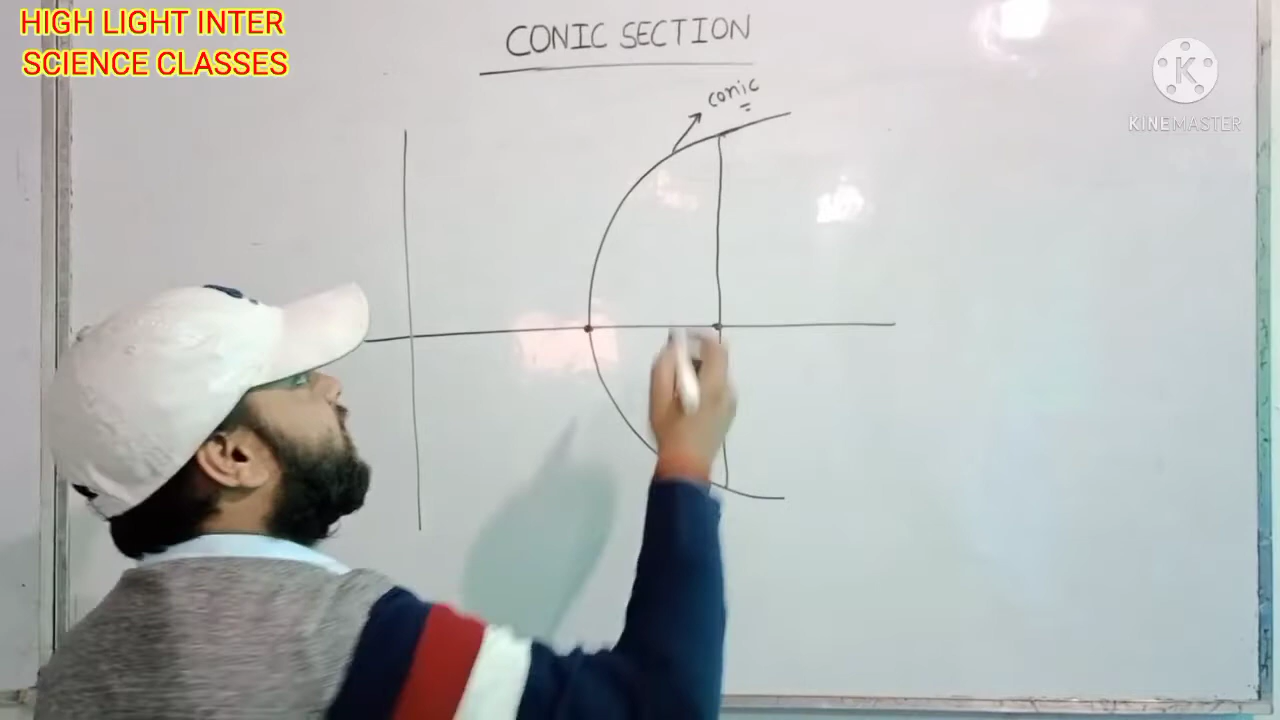 HIGH LIGHT INTER
SCIENCE CLASSES
CONIC SECTION
conic
K
KINEMASTER